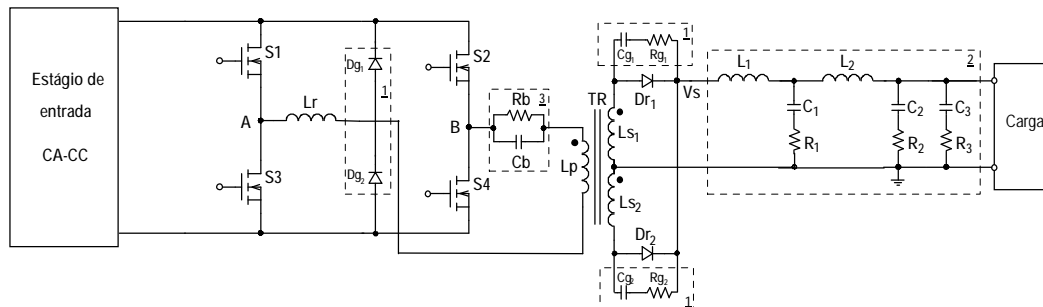 Estágio de
entrada
CA-CC
S1
S3
A
Lr
Dg1
1
Dg2
S2
B
S4
Rb
3
Cb
TR
Lp
Cg1
Rg1
1
Dr1
Vs
Ls1
Ls2
Dr2
Cg2
Rg2
1
L1
L2
2
C1
R1
C2
R2
C3
R3
Carga